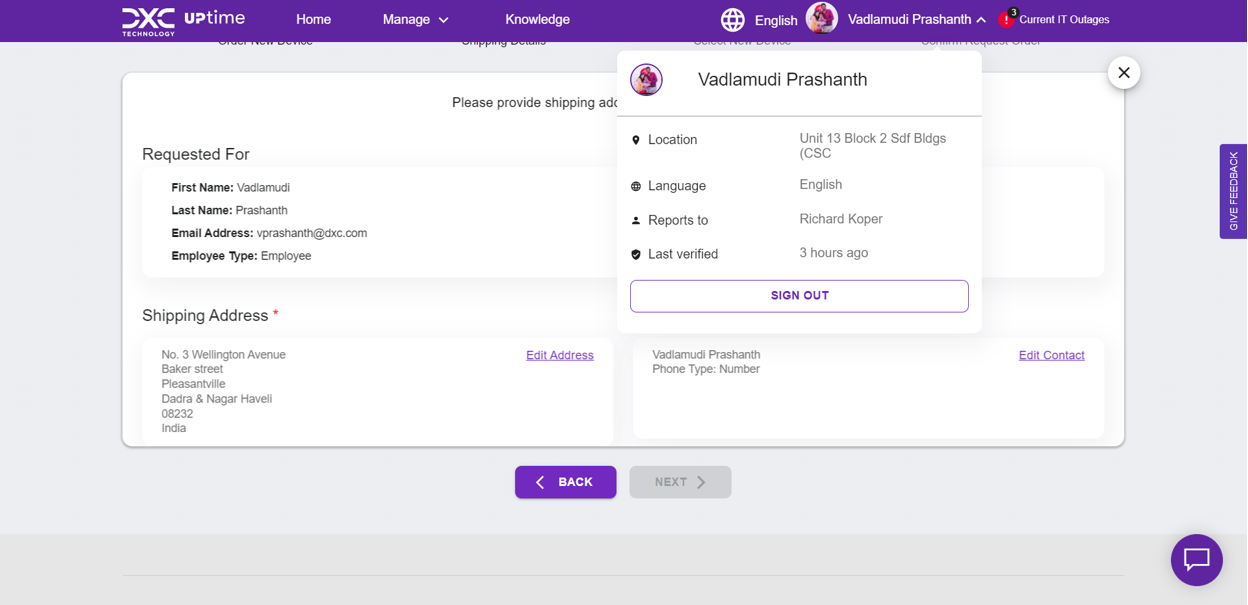 DXC TECHNOLOGY UPtime Home Manage Knowledge English Vadlamudi Prashanth 3 Current IT Outages
Order New Device Shipping Details Select New Device Confirm Request Order
Please provide shipping add
Vadlamudi Prashanth
Location Unit 13 Block 2 Sdf Bldgs
(CSC
Language English
Reports to Richard Koper
Last verified 3 hours ago
SIGN OUT
Requested For
First Name: Vadlamudi
Last Name: Prashanth
Email Address: vprashanth@dxc.com
Employee Type: Employee
GIVE FEEDBACK
Shipping Address *
No. 3 Wellington Avenue
Baker street
Pleasantville
Dadra & Nagar Haveli
08232
India
Edit Address
Vadlamudi Prashanth
Phone Type: Number
Edit Contact
BACK
NEXT